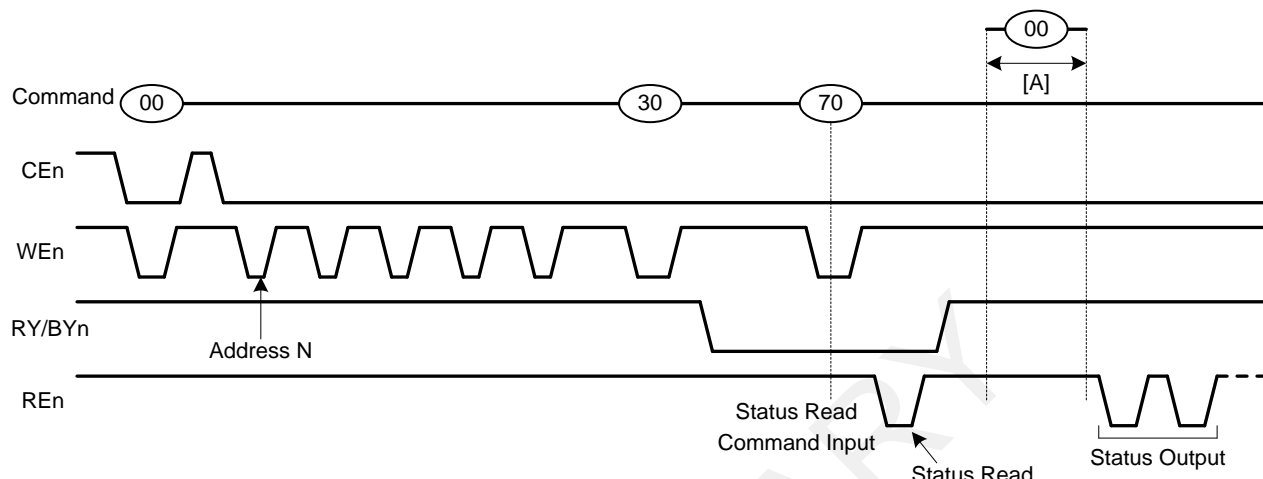 00
[A]
Command 00 30 70
CEn
WEn
RY/BYn
Address N
REn
Status Read
Command Input
Status Output
Status Read